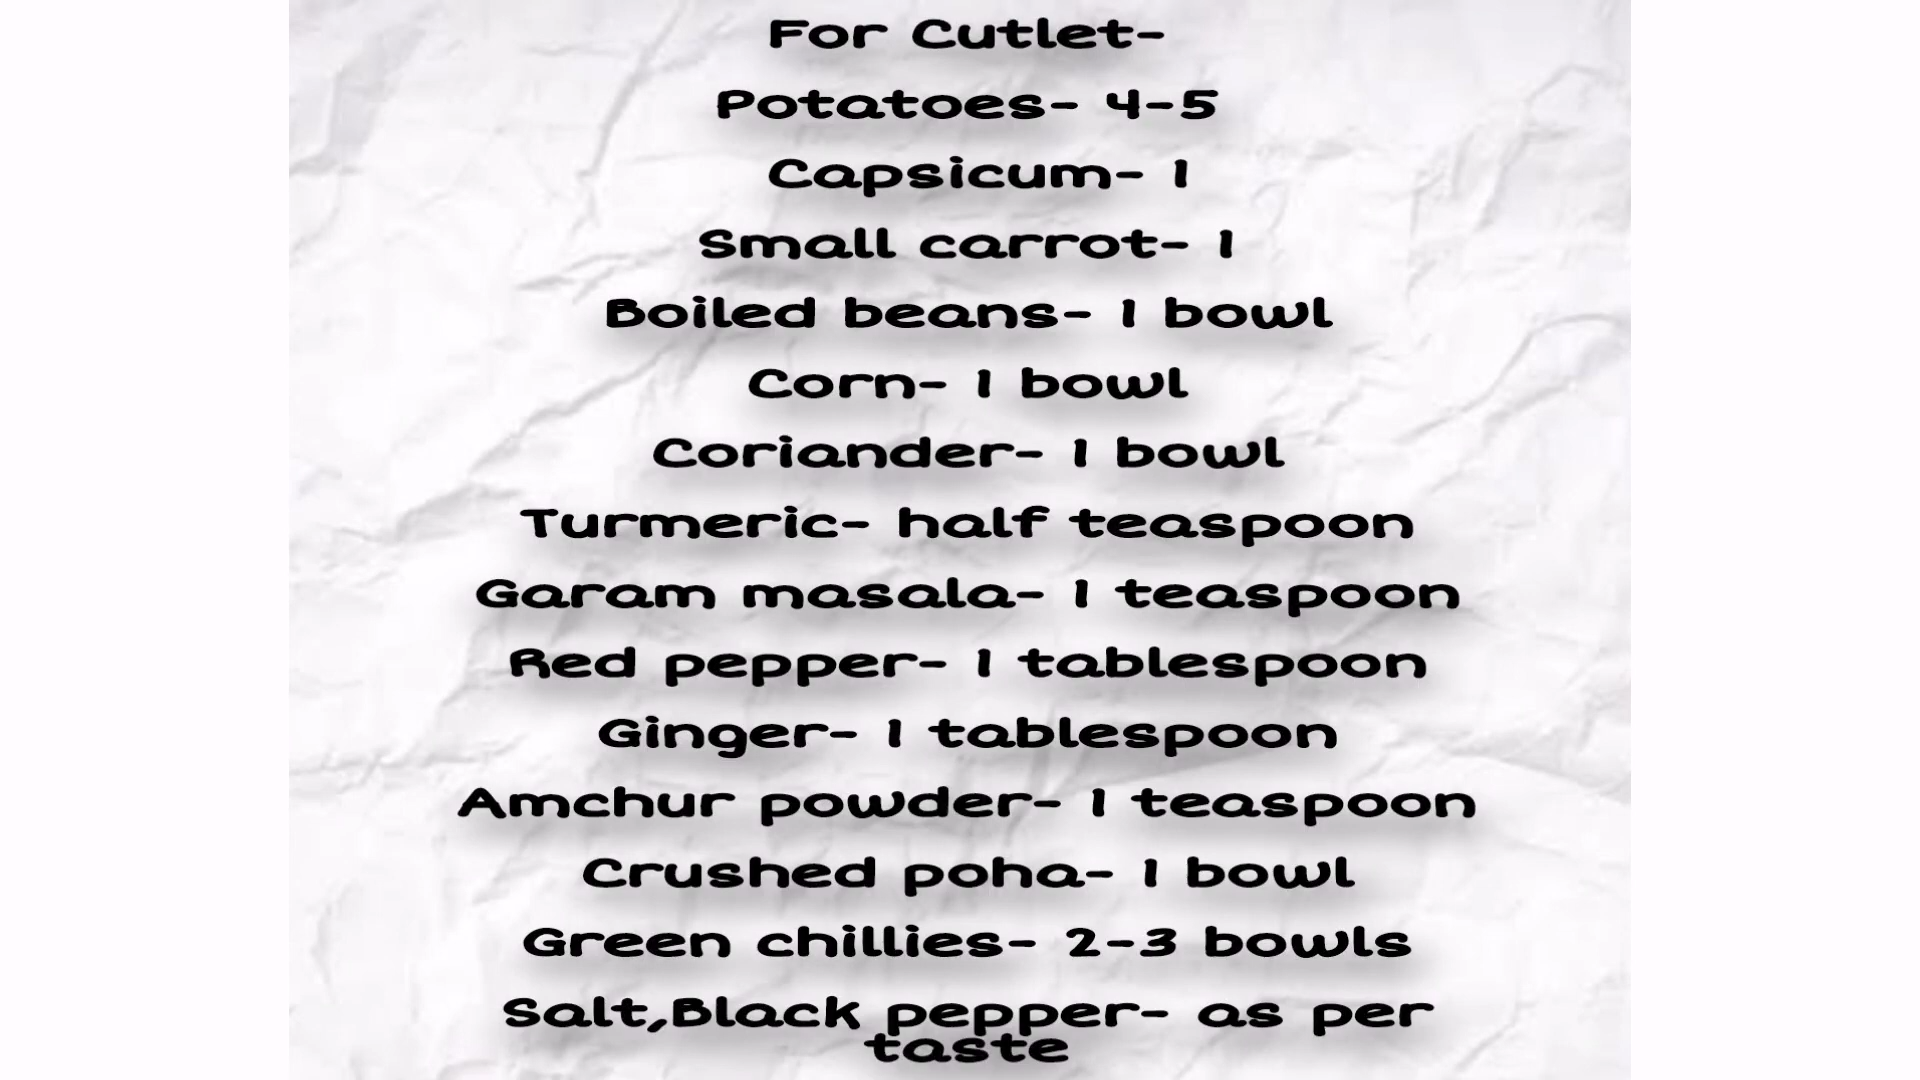 For Cutlet-
Potatoes- 4-5
Capsicum- 1
Small carrot- 1
Boiled beans- 1 bowl
Corn- 1 bowl
Coriander- 1 bowl
Turmeric- half teaspoon
Garam masala- 1 teaspoon
Red pepper- 1 tablespoon
Ginger- 1 tablespoon
Amchur powder- 1 teaspoon
Crushed poha- 1 bowl
Green chillies- 2-3 bowls
Salt,Black pepper- as per
taste